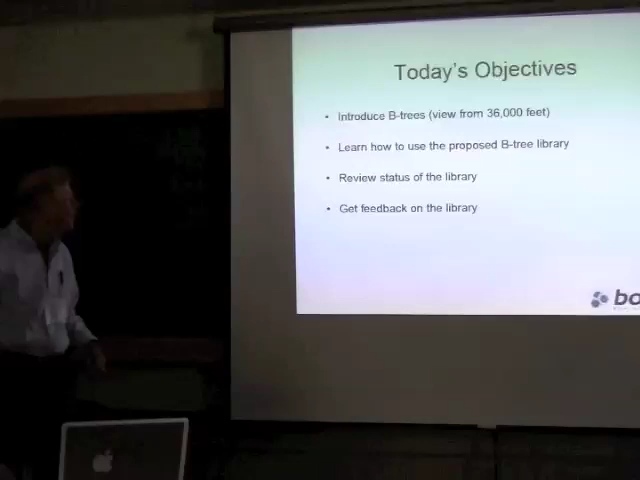 Today's Objectives
• Introduce B-trees (view from 36,000 feet)
• Learn how to use the proposed B-tree library
• Review status of the library
• Get feedback on the library
bo